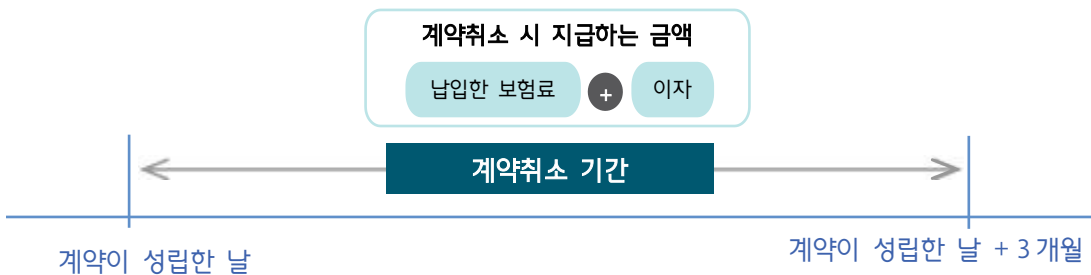 계약취소 시 지급하는 금액
납입한 보험료 + 이자
계약취소 기간
계약이 성립한 날
계약이 성립한 날 + 3개월